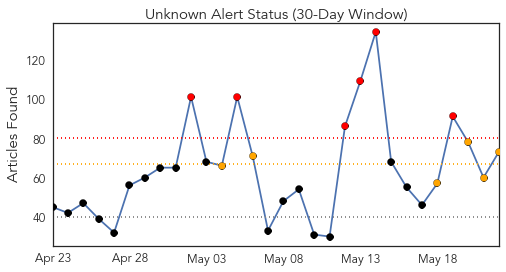 Unknown Alert Status (30-Day Window)
Articles Found
120
100
80
60
40
Apr 23
Apr 28
May 03
May 08
May 13
May 18